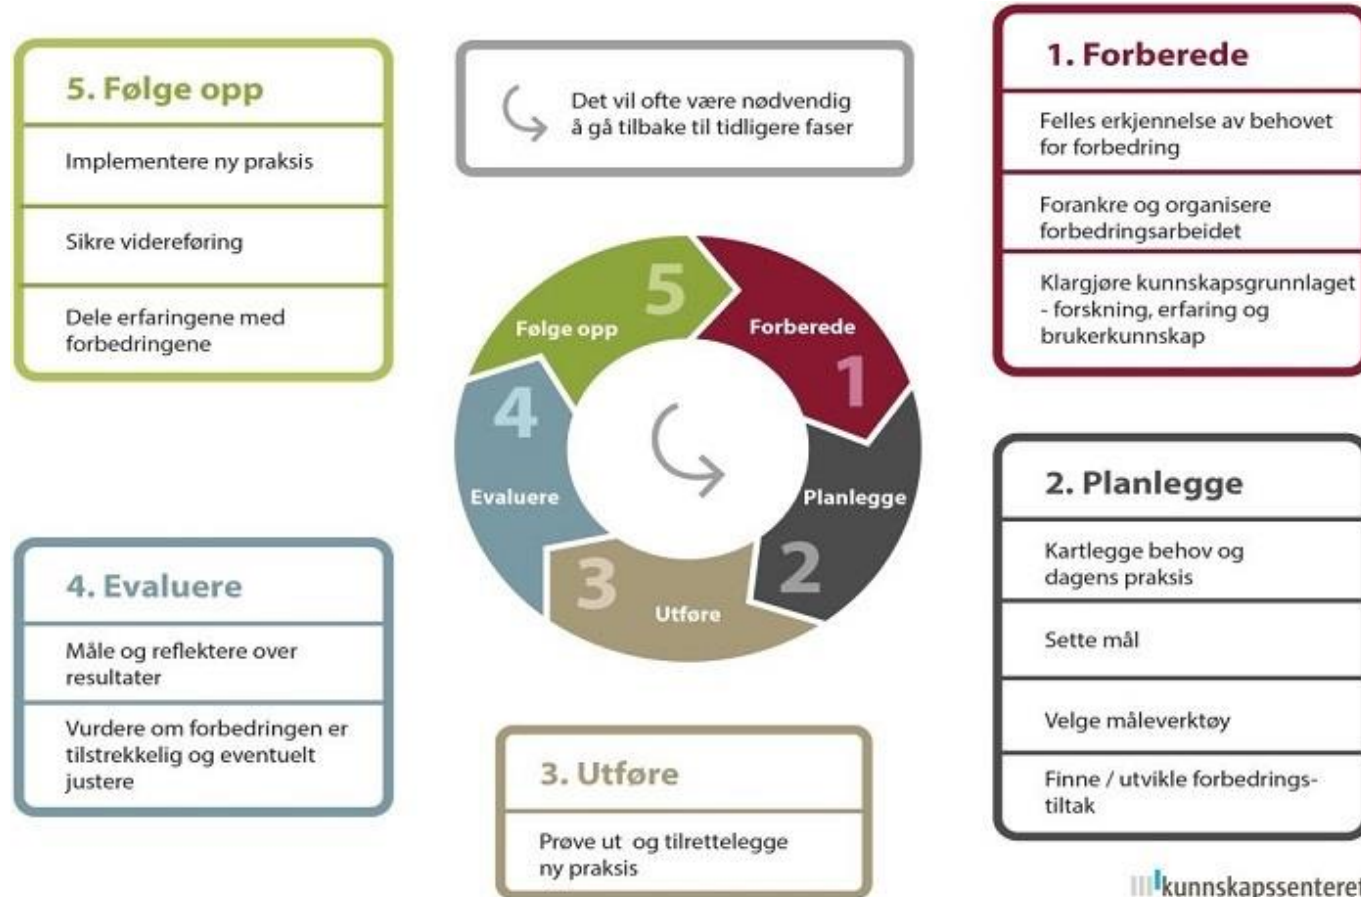 5. Følge opp
Implementere ny praksis
Sikre videreføring
Dele erfaringene med
forbedringene
Det vil ofte være nødvendig
å gå tilbake til tidligere faser
1. Forberede
Felles erkjennelse av behovet
for forbedring
Forankre og organisere
forbedringsarbeidet
Klargjøre kunnskapsgrunnlaget
- forskning, erfaring og
brukerkunnskap
5
Følge opp
Forberede
1
4
Evaluere
Planlegge
2
3
Utføre
2. Planlegge
Kartlegge behov og
dagens praksis
Sette mål
Velge måleverktøy
Finne / utvikle forbedrings-
tiltak
4. Evaluere
Måle og reflektere over
resultater
Vurdere om forbedringen er
tilstrekkelig og eventuelt
justere
3. Utføre
Prøve ut og tilrettelegge
ny praksis
kunnskapssenteret